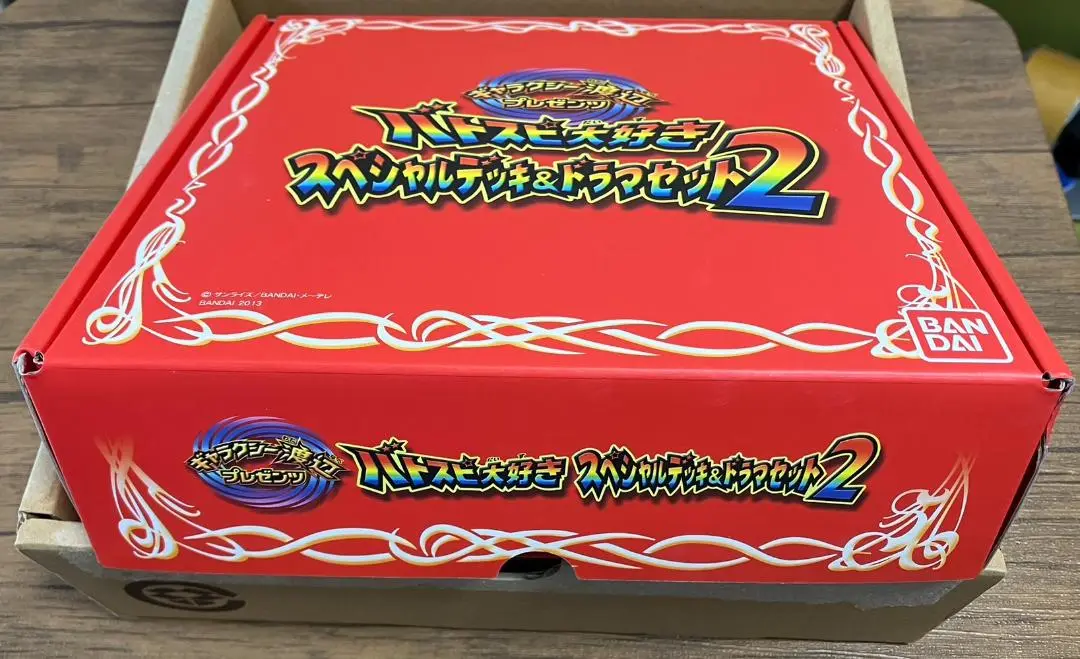 ギャラクシー渡辺
プレゼンツ
バトスピ大好き
スペシャルデッキ&ドラマセット2
© サンライズ/BANDAI・メ〜テレ
BANDAI 2013
BAN
DAI
ギャラクシー渡辺
プレゼンツ
バトスピ大好き スペシャルデッキ&ドラマセット2